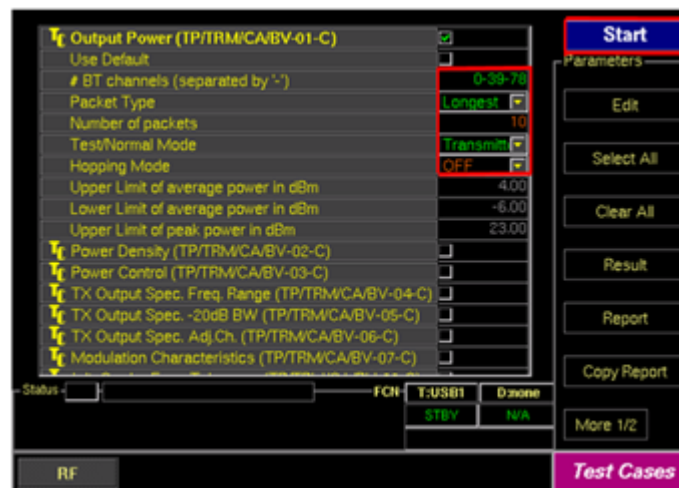 Output Power (TP/TRM/CA/BV-01-C)
Use Default
# BT channels (separated by '-') 0-39-78
Packet Type Longest
Number of packets 10
Test/Normal Mode Transmitt
Hopping Mode OFF
Upper Limit of average power in dBm 4.00
Lower Limit of average power in dBm -6.00
Upper Limit of peak power in dBm 23.00
Power Density (TP/TRM/CA/BV-02-C)
Power Control (TP/TRM/CA/BV-03-C)
TX Output Spec. Freq. Range (TP/TRM/CA/BV-04-C)
TX Output Spec. -20dB BW (TP/TRM/CA/BV-05-C)
TX Output Spec. Adj.Ch. (TP/TRM/CA/BV-06-C)
Modulation Characteristics (TP/TRM/CA/BV-07-C)
Status
FCN
T:USB1 D:none
STBY N/A
RF
Start
Parameters
Edit
Select All
Clear All
Result
Report
Copy Report
More 1/2
Test Cases